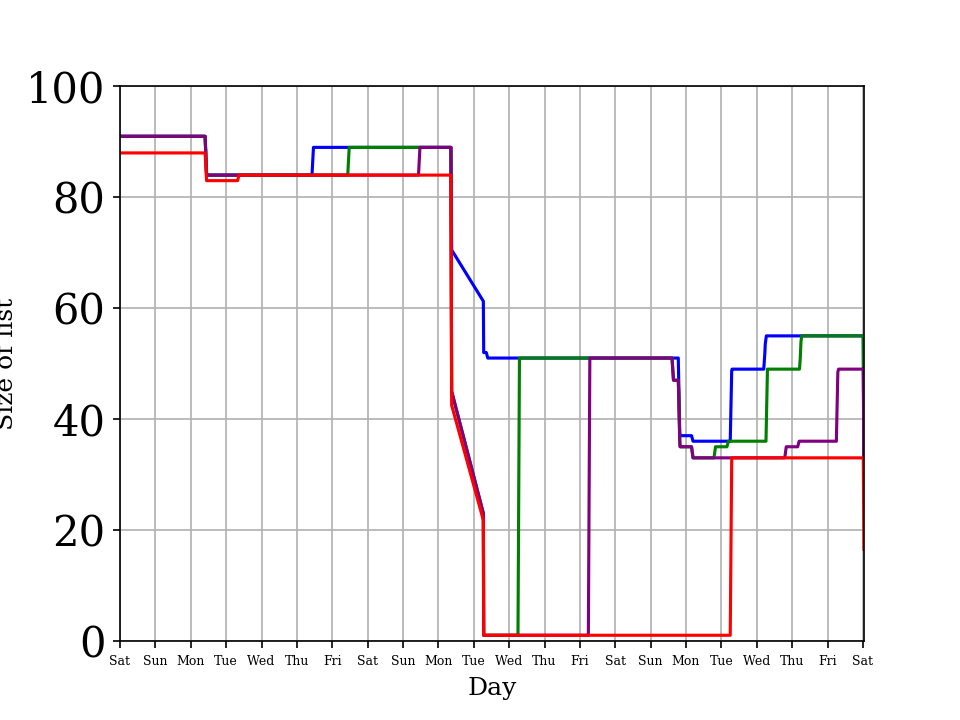 100
80
60
40
20
0
Size of list
Sat Sun Mon Tue Wed Thu Fri Sat Sun Mon Tue Wed Thu Fri Sat Sun Mon Tue Wed Thu Fri Sat
Day